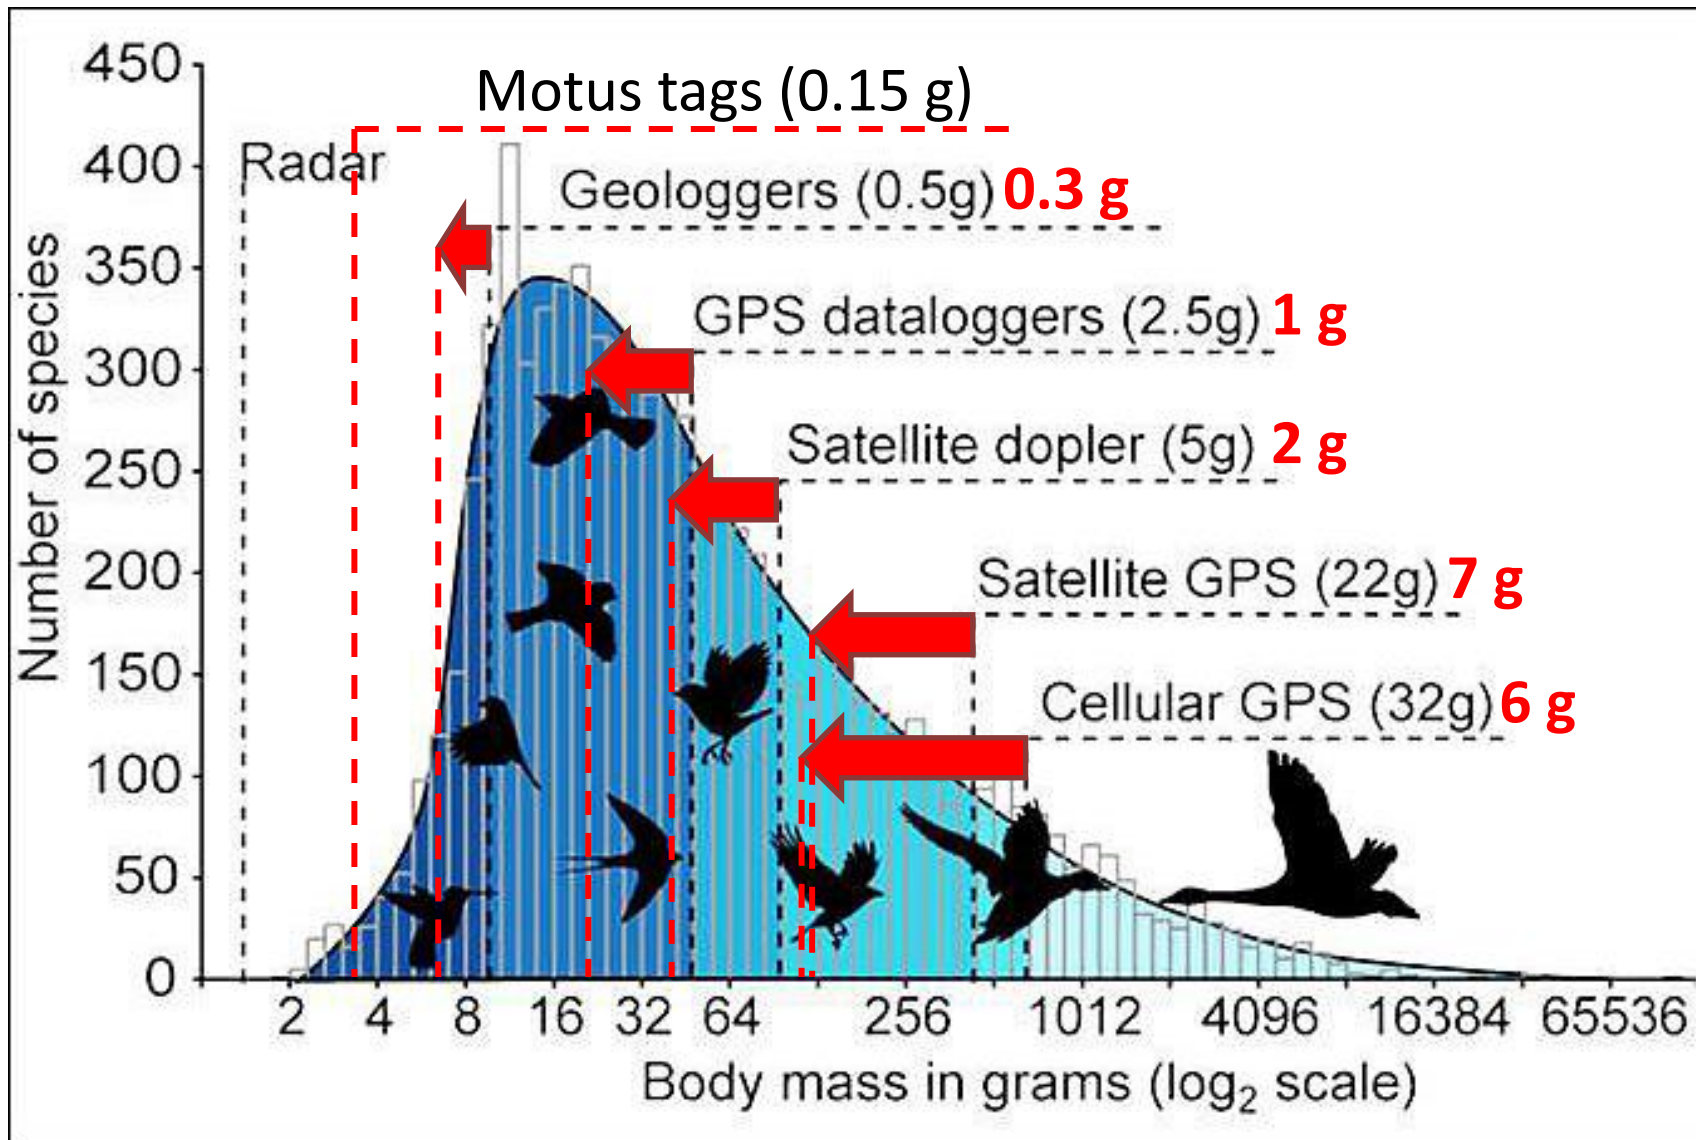 450
Motus tags (0.15 g)
400
Radar
Geologgers (0.5g) 0.3 g
350
GPS dataloggers (2.5g) 1 g
300
Satellite dopler (5g) 2 g
250
200
Satellite GPS (22g) 7 g
150
Cellular GPS (32g) 6 g
100
50
0
Number of species
2 4 8 16 32 64 256 1012 4096 16384 65536
Body mass in grams (log₂ scale)